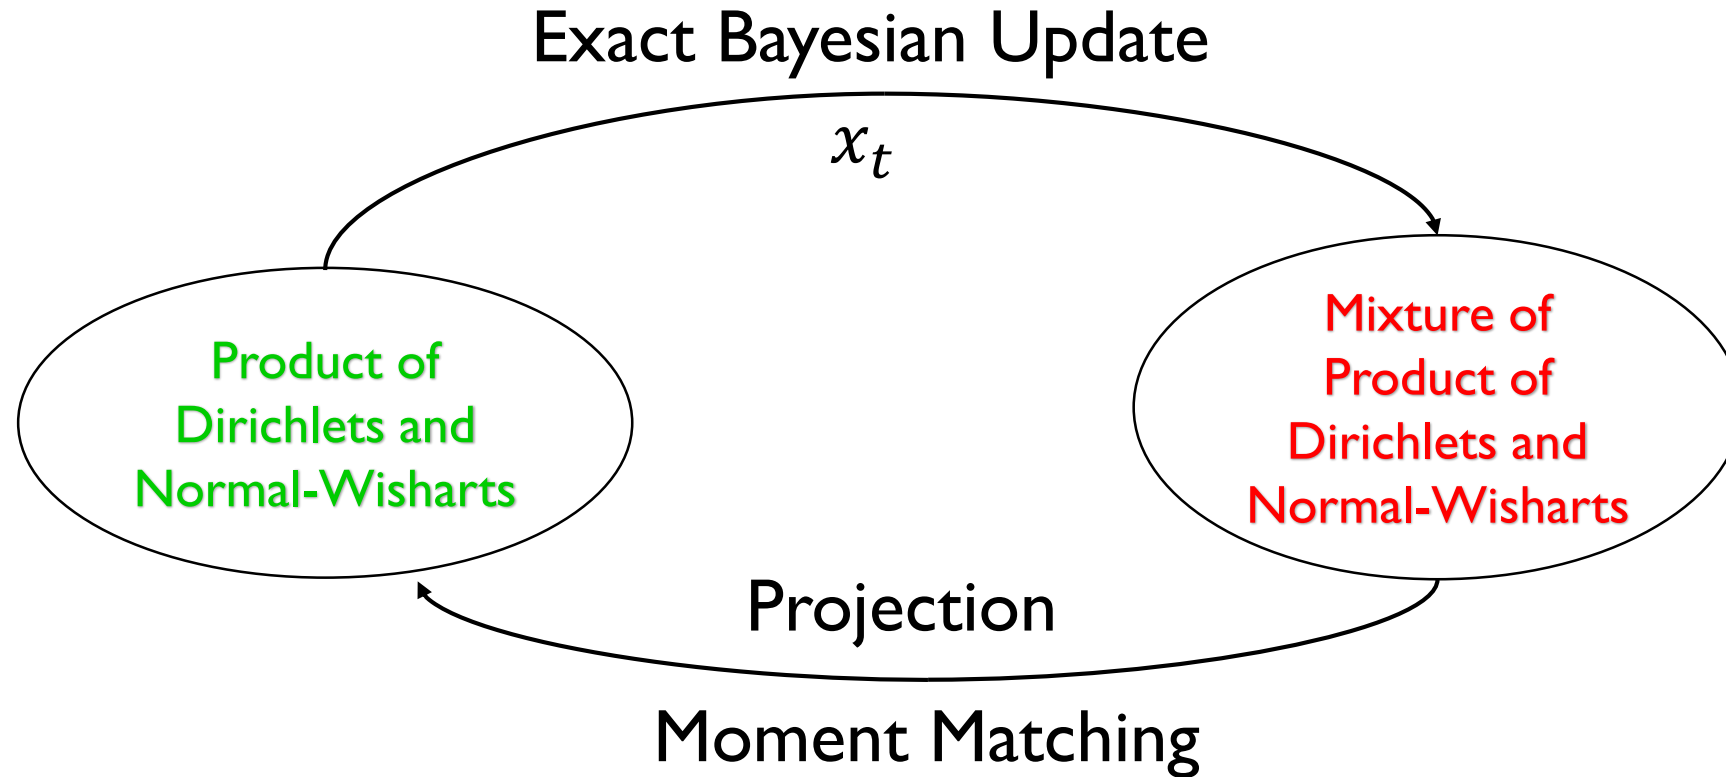 Exact Bayesian Update
x_t
Product of
Dirichlets and
Normal-Wisharts
Mixture of
Product of
Dirichlets and
Normal-Wisharts
Projection
Moment Matching